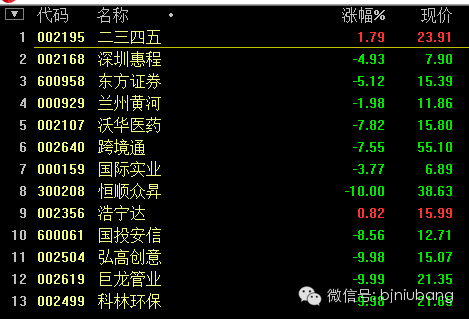 代码 名称 涨幅% 现价
1 002195 二三四五 1.79 23.91
2 002168 深圳惠程 -4.93 7.90
3 600958 东方证券 -5.12 15.39
4 000929 兰州黄河 -1.98 11.86
5 002107 沃华医药 -7.82 15.80
6 002640 跨境通 -7.55 55.10
7 000159 国际实业 -3.77 6.89
8 300208 恒顺众昇 -10.00 38.63
9 002356 浩宁达 0.82 15.99
10 600061 国投安信 -8.56 12.71
11 002504 弘高创意 -9.98 15.07
12 002619 巨龙管业 -9.99 21.35
13 002499 科林环保 -9.98
微信号: bjniubang